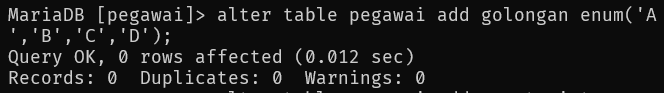 MariaDB [pegawai]> alter table pegawai add golongan enum('A
','B','C','D');
Query OK, 0 rows affected (0.012 sec)
Records: 0  Duplicates: 0  Warnings: 0